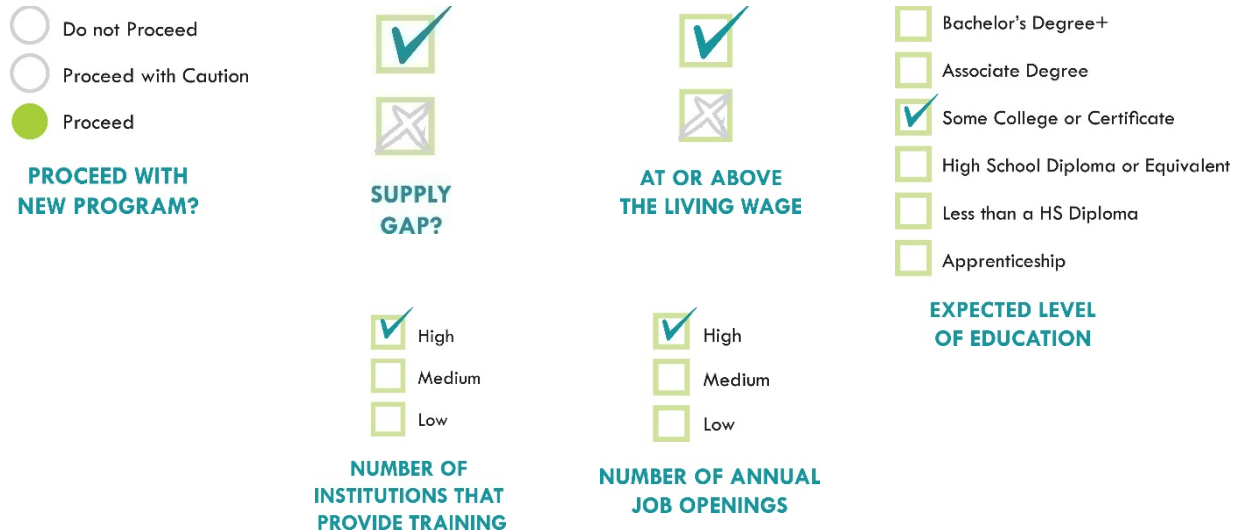 Do not Proceed
Proceed with Caution
Proceed
PROCEED WITH
NEW PROGRAM?
SUPPLY
GAP?
AT OR ABOVE
THE LIVING WAGE
Bachelor's Degree+
Associate Degree
Some College or Certificate
High School Diploma or Equivalent
Less than a HS Diploma
Apprenticeship
EXPECTED LEVEL
OF EDUCATION
High
Medium
Low
NUMBER OF
INSTITUTIONS THAT
PROVIDE TRAINING
High
Medium
Low
NUMBER OF ANNUAL
JOB OPENINGS